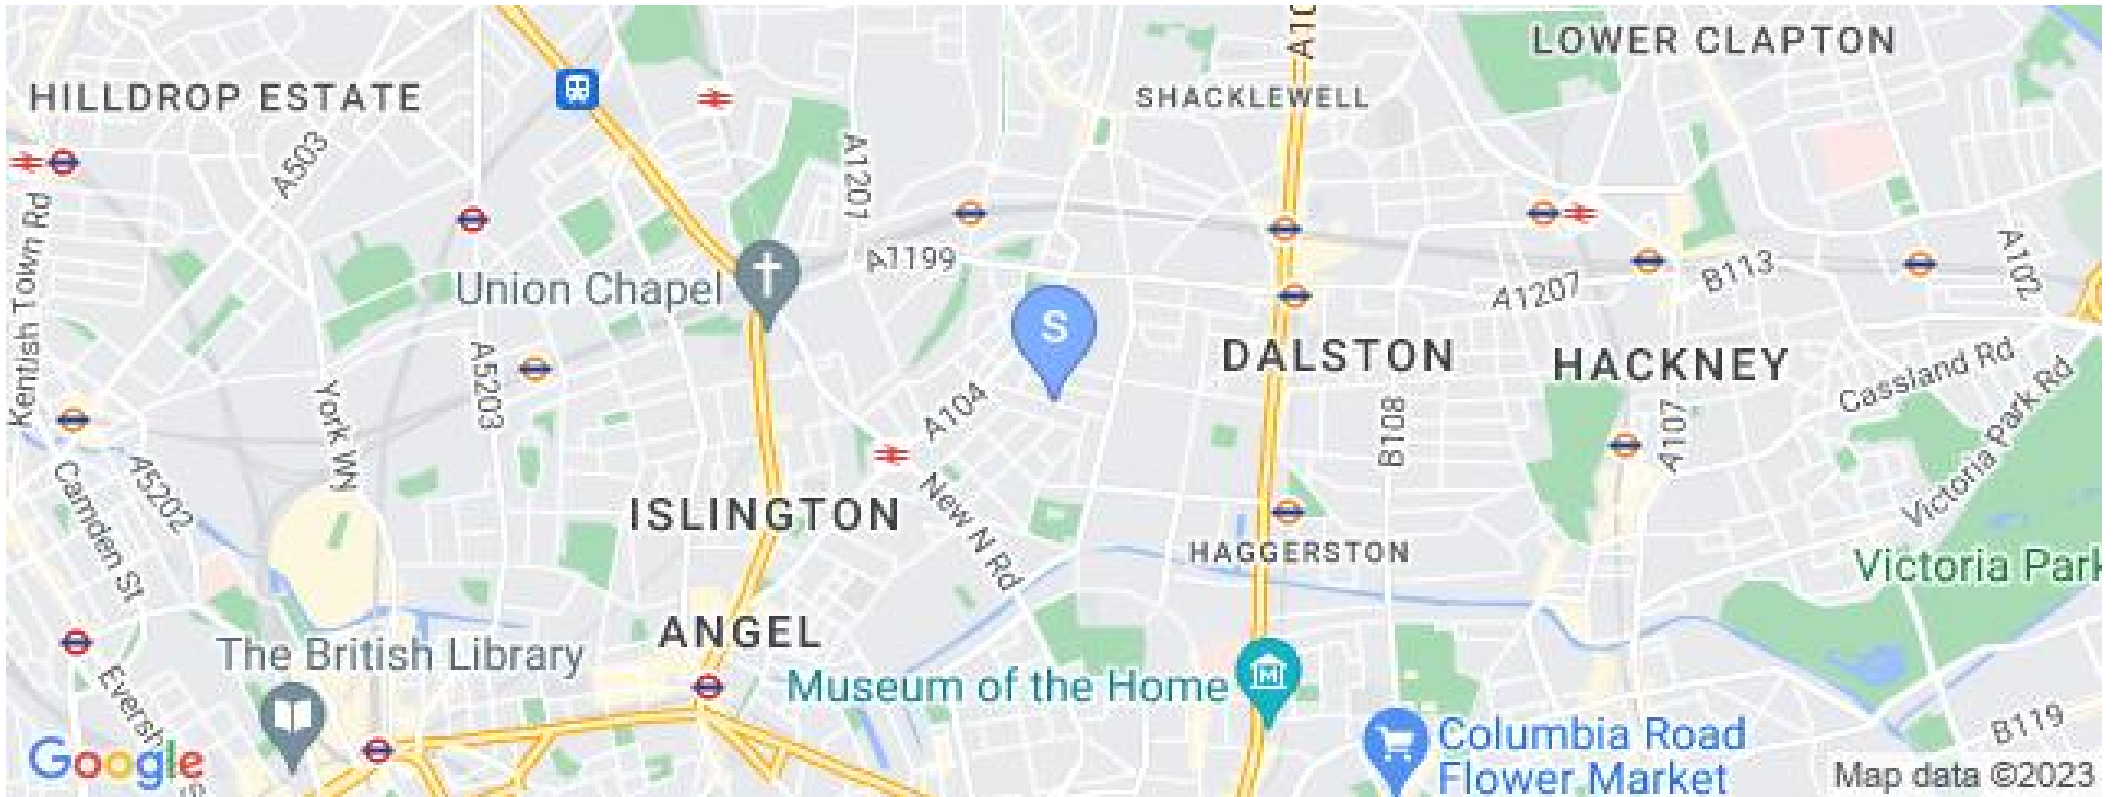 LOWER CLAPTON
HILLDROP ESTATE
SHACKLEWELL
A10
A503
A1201
Kentish Town Rd
A1199
Union Chapel
S
A1207
B113
A102
A5203
York Wy
A104
DALSTON
HACKNEY
Cassland Rd
Victoria Park Rd
B108
A107
Camden St
A5202
ISLINGTON
New N Rd
HAGGERSTON
Victoria Park
ANGEL
The British Library
Museum of the Home
M
Columbia Road
Flower Market
B119
Google
Map data ©2023